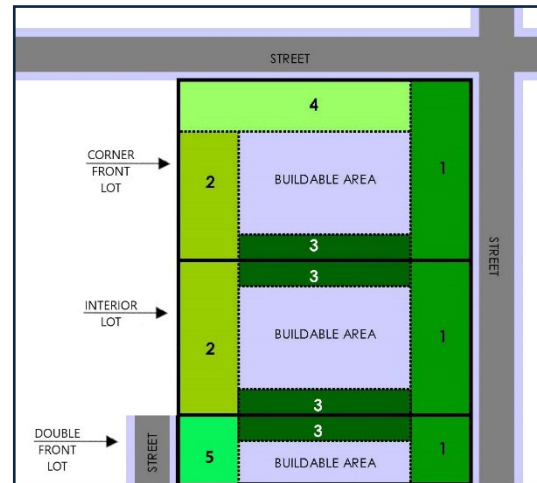 STREET
4
CORNER
FRONT
LOT
2
BUILDABLE AREA
1
3
STREET
3
INTERIOR
LOT
2
BUILDABLE AREA
1
3
DOUBLE
FRONT
LOT
STREET
5
3
BUILDABLE AREA
1